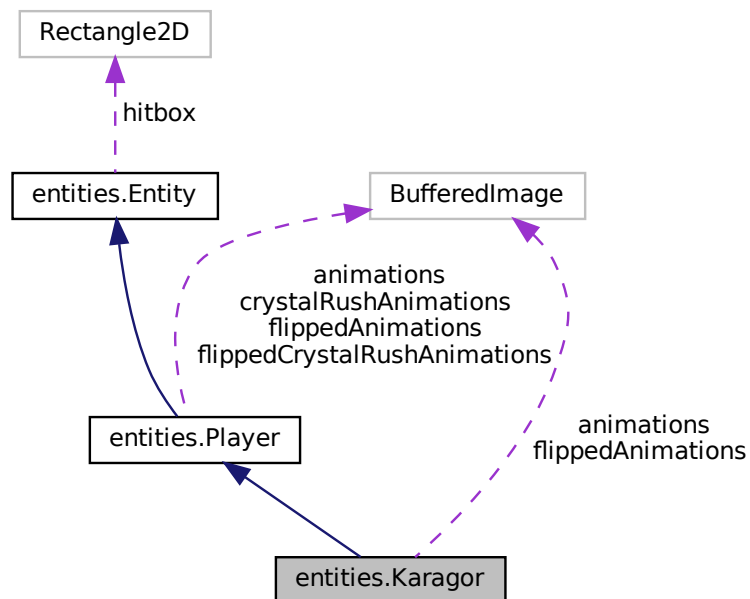 Rectangle2D
hitbox
entities.Entity
BufferedImage
animations
crystalRushAnimations
flippedAnimations
flippedCrystalRushAnimations
entities.Player
animations
flippedAnimations
entities.Karagor